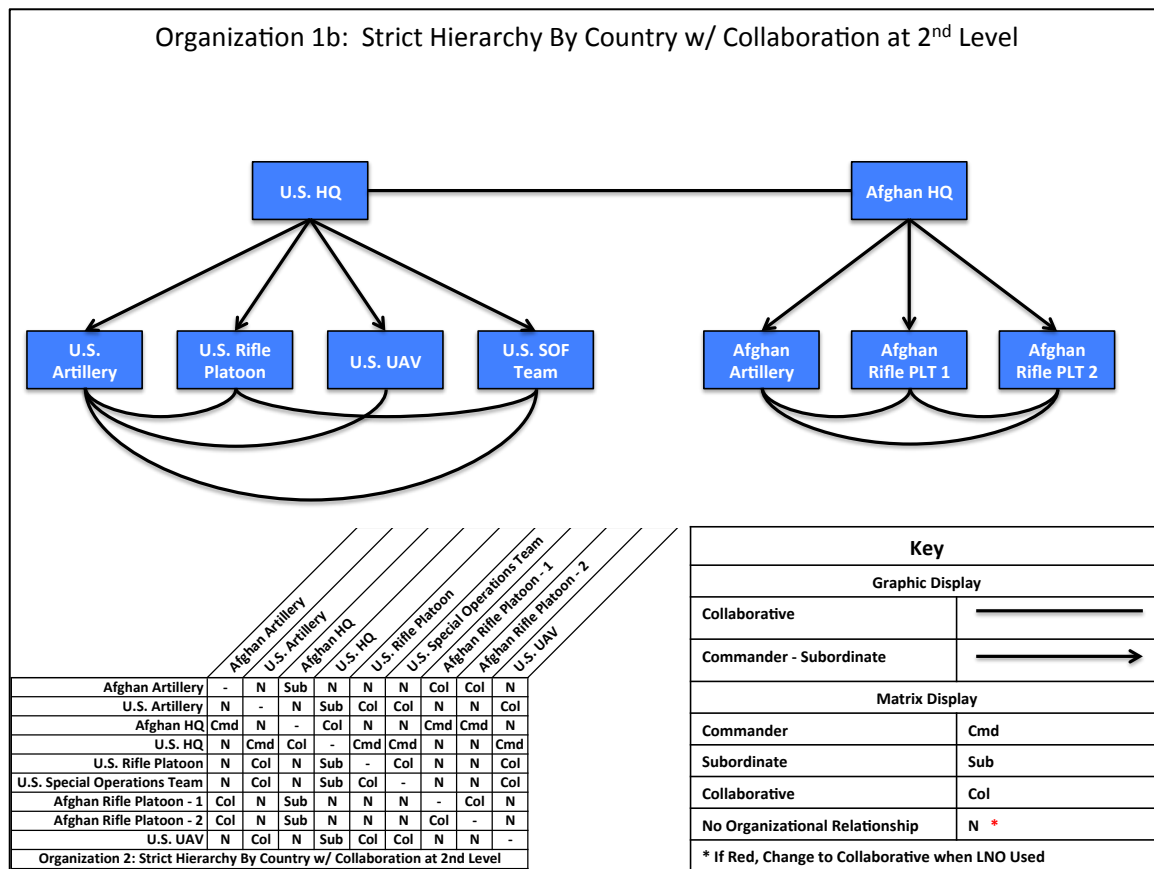 Organization 1b: Strict Hierarchy By Country w/ Collaboration at 2nd Level
U.S. HQ
Afghan HQ
U.S.
Artillery
U.S. Rifle
Platoon
U.S. UAV
U.S. SOF
Team
Afghan
Artillery
Afghan
Rifle PLT 1
Afghan
Rifle PLT 2
Afghan Artillery
U.S. Artillery
Afghan HQ
U.S. HQ
U.S. Rifle Platoon
U.S. Special Operations Team
Afghan Rifle Platoon - 1
Afghan Rifle Platoon - 2
U.S. UAV
Afghan Artillery - N Sub N N N Col Col N
U.S. Artillery N - N Sub Col Col N N Col
Afghan HQ Cmd N - Col N N Cmd Cmd N
U.S. HQ N Cmd Col - Cmd Cmd N N Cmd
U.S. Rifle Platoon N Col N Sub - Col N N Col
U.S. Special Operations Team N Col N Sub Col - N N Col
Afghan Rifle Platoon - 1 Col N Sub N N N - Col N
Afghan Rifle Platoon - 2 Col N Sub N N N Col - N
U.S. UAV N Col N Sub Col Col N N -
Organization 2: Strict Hierarchy By Country w/ Collaboration at 2nd Level
Key
Graphic Display
Collaborative
Commander - Subordinate
Matrix Display
Commander Cmd
Subordinate Sub
Collaborative Col
No Organizational Relationship N *
* If Red, Change to Collaborative when LNO Used